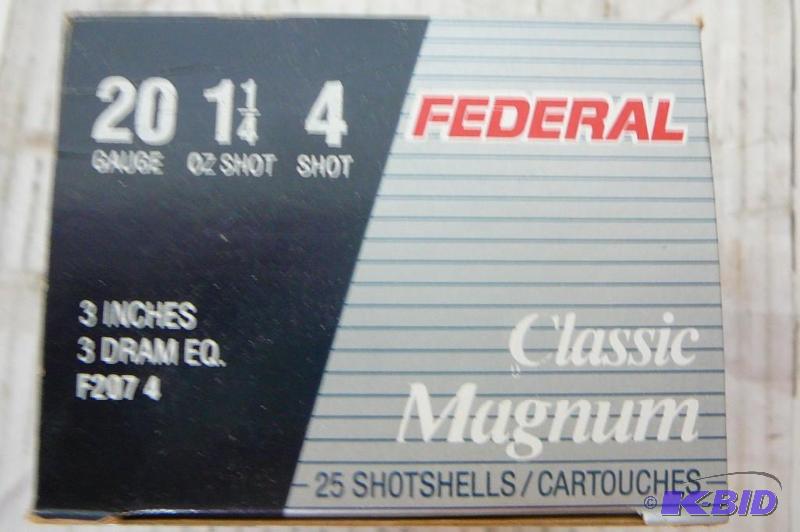 20 1 1/4 4
GAUGE OZ SHOT SHOT
FEDERAL
3 INCHES
3 DRAM EQ.
F207 4
Classic
Magnum
25 SHOTSHELLS/CARTOUCHES
© K-BID